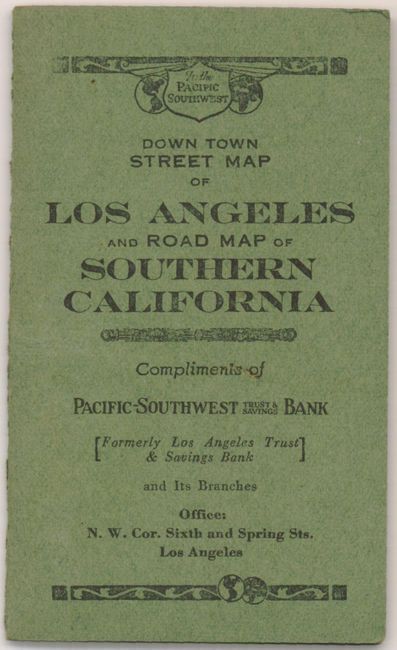 In the
PACIFIC
SOUTHWEST
DOWN TOWN
STREET MAP
OF
LOS ANGELES
AND ROAD MAP OF
SOUTHERN
CALIFORNIA
Compliments of
PACIFIC-SOUTHWEST TRUST & SAVINGS BANK
[Formerly Los Angeles Trust
& Savings Bank]
and Its Branches
Office:
N. W. Cor. Sixth and Spring Sts.
Los Angeles